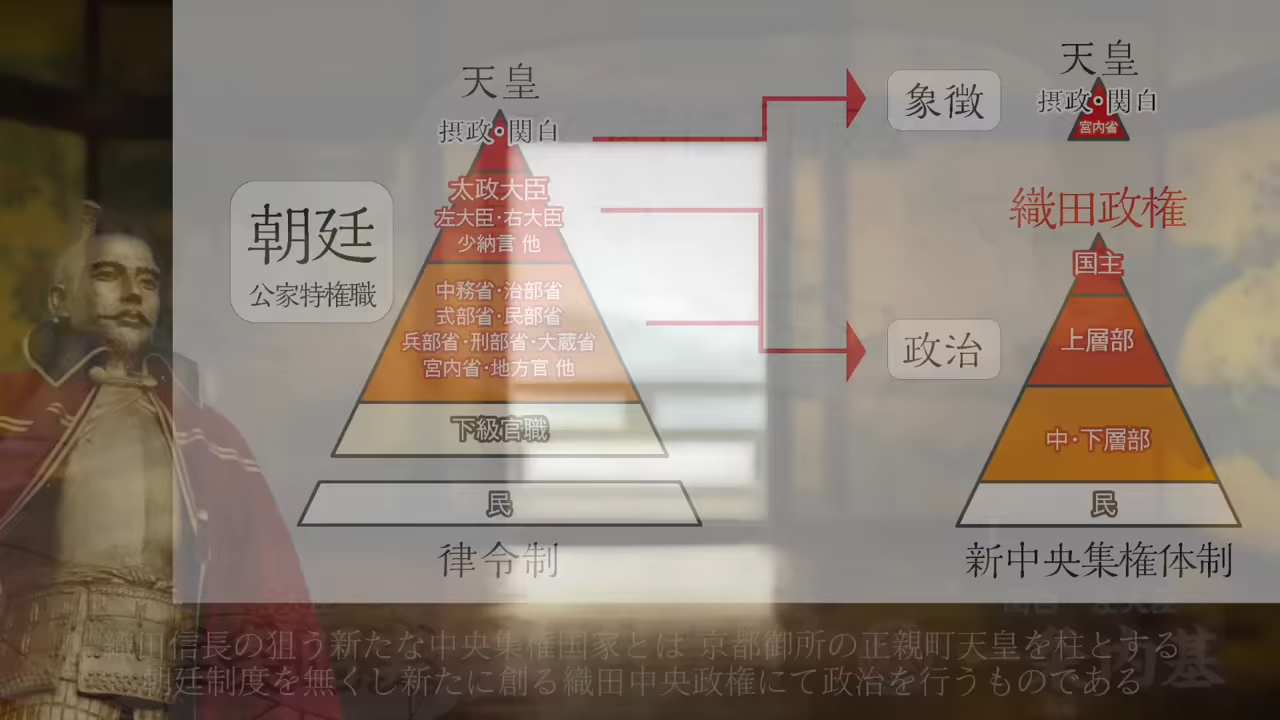 天皇
摂政・関白
太政大臣
左大臣・右大臣
少納言 他
中務省・治部省
式部省・民部省
兵部省・刑部省・大蔵省
宮内省・地方官 他
下級官職
民
律令制
朝廷
公家特権職
象徴
政治
天皇
摂政・関白
宮内省
織田政権
国主
上層部
中・下層部
民
新中央集権体制
織田信長の狙う新たな中央集権国家とは 京都御所の正親町天皇を柱とする
朝廷制度を無くし新たに創る織田中央政権にて政治を行うものである